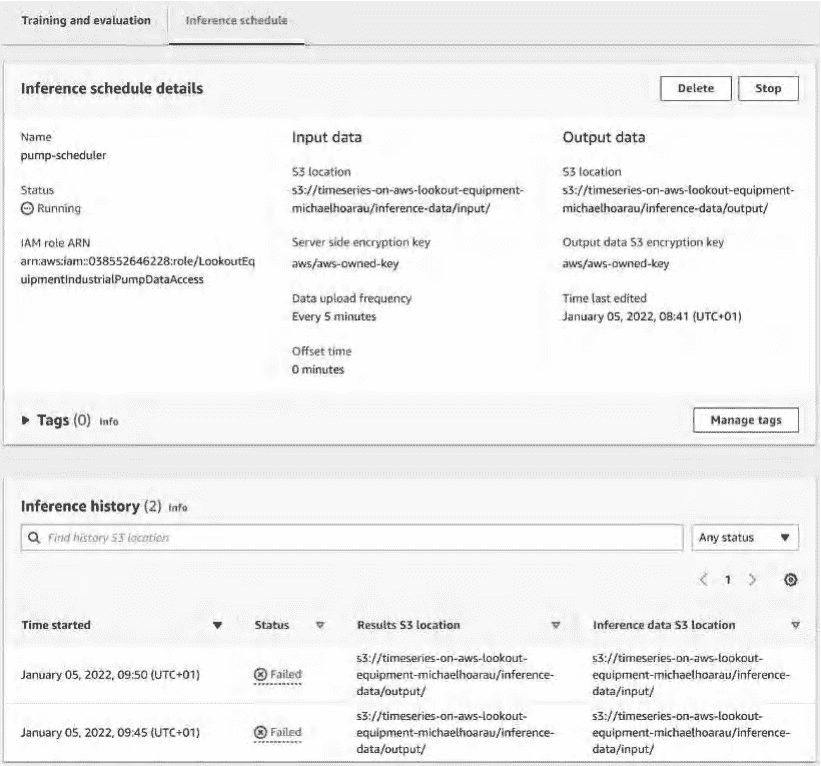 Training and evaluation
Inference schedule
Inference schedule details
Delete
Stop
Name
pump-scheduler
Status
Running
IAM role ARN
arn:aws:iam::038552646228:role/LookoutEq
uipmentIndustrialPumpDataAccess
Input data
S3 location
s3://timeseries-on-aws-lookout-equipment-
michaelhoarau/inference-data/input/
Server side encryption key
aws/aws-owned-key
Data upload frequency
Every 5 minutes
Offset time
0 minutes
Output data
S3 location
s3://timeseries-on-aws-lookout-equipment-
michaelhoarau/inference-data/output/
Output data S3 encryption key
aws/aws-owned-key
Time last edited
January 05, 2022, 08:41 (UTC+01)
Tags (0) Info
Manage tags
Inference history (2) Info
Find history S3 location
Any status
1
Time started
Status
Results S3 location
Inference data S3 location
January 05, 2022, 09:50 (UTC+01)
Failed
s3://timeseries-on-aws-lookout-
equipment-michaelhoarau/inference-
data/output/
s3://timeseries-on-aws-lookout-
equipment-michaelhoarau/inference-
data/input/
January 05, 2022, 09:45 (UTC+01)
Failed
s3://timeseries-on-aws-lookout-
equipment-michaelhoarau/inference-
data/output/
s3://timeseries-on-aws-lookout-
equipment-michaelhoarau/inference-
data/input/